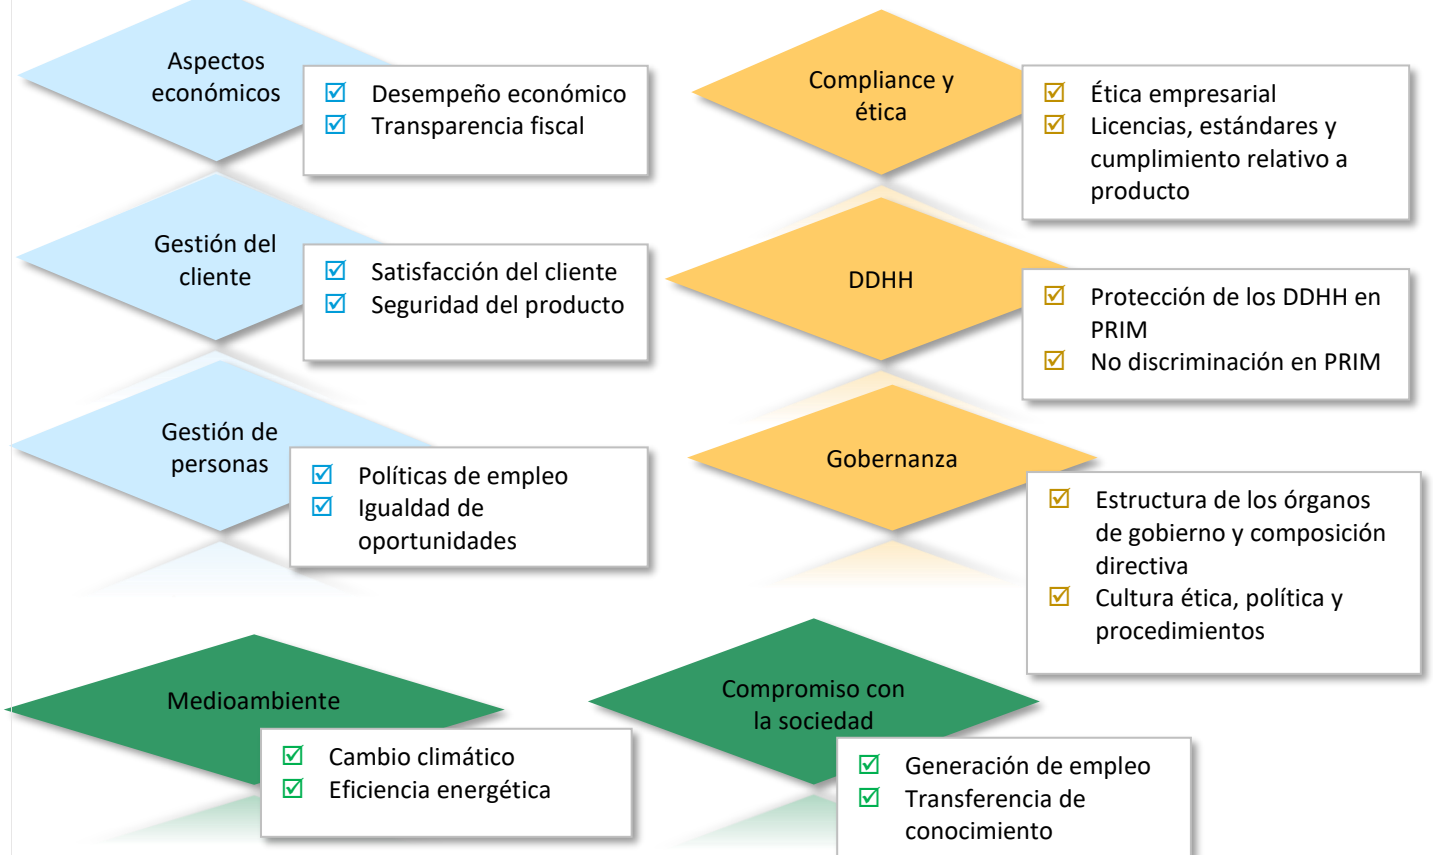 Aspectos
económicos
Desempeño económico
Transparencia fiscal
Compliance y
ética
Ética empresarial
Licencias, estándares y
cumplimiento relativo a
producto
Gestión del
cliente
Satisfacción del cliente
Seguridad del producto
DDHH
Protección de los DDHH en
PRIM
No discriminación en PRIM
Gestión de
personas
Políticas de empleo
Igualdad de
oportunidades
Gobernanza
Estructura de los órganos
de gobierno y composición
directiva
Cultura ética, política y
procedimientos
Medioambiente
Cambio climático
Eficiencia energética
Compromiso con
la sociedad
Generación de empleo
Transferencia de
conocimiento